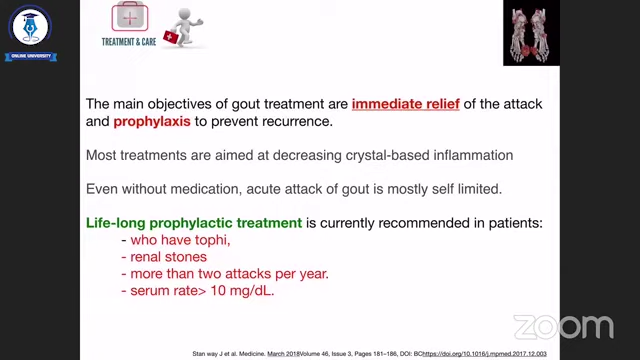 ONLINE UNIVERSITY
TREATMENT & CARE
The main objectives of gout treatment are immediate relief of the attack
and prophylaxis to prevent recurrence.
Most treatments are aimed at decreasing crystal-based inflammation
Even without medication, acute attack of gout is mostly self limited.
Life-long prophylactic treatment is currently recommended in patients:
- who have tophi,
- renal stones
- more than two attacks per year.
- serum rate> 10 mg/dL.
zoom
Stan way J et al. Medicine. March 2018Volume 46, Issue 3, Pages 181–186, DOI: BChttps://doi.org/10.1016/j.mpmed.2017.12.003